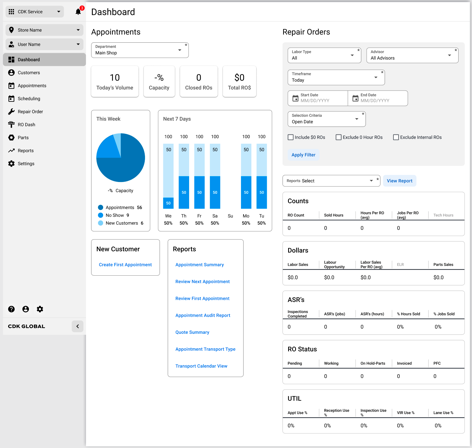 CDK Service
Store Name
User Name
Dashboard
Customers
Appointments
Scheduling
Repair Order
RO Dash
Parts
Reports
Settings
CDK GLOBAL
Dashboard
Appointments
Department
Main-Shop
10
Today's Volume
-%
Capacity
0
Closed ROs
$0
Total RO$
This Week
-% Capacity
Appointments 56
No Show 9
New Customers 6
Next 7 Days
100 100 100 100 100 100
50 50 50 50 50
50 50 50 50 50 50
We Th Fr Sa Su Mo Tu
50% 50% 50% 50% 50% 50%
New Customer
Create First Appointment
Reports
Appointment Summary
Review Next Appointment
Review First Appointment
Appointment Audit Report
Quote Summary
Appointment Transport Type
Transport Calendar View
Repair Orders
Labor Type
All
Advisor
All Advisors
Timeframe
Today
Start Date
MM/DD/YYYY
End Date
MM/DD/YYYY
Selection Criteria
Open Date
Include $0 ROs
Exclude 0 Hour ROs
Exclude Internal ROs
Apply Filter
Reports Select
View Report
Counts
RO Count Sold Hours Hours Per RO (avg) Jobs Per RO (avg) Tech Hours
0 0 0 0
Dollars
Labor Sales Labour Opportunity Labor Sales Per RO (avg) ELR Parts Sales
$0.0 $0.0 $0.0 $0.0
ASR's
Inspections Completed ASR's (jobs) ASR's (hours) % Hours Sold % Jobs Sold
0 0 0 0% 0%
RO Status
Pending Working On Hold-Parts Invoiced PFC
0 0 0 0 0
UTIL
Appt Use % Reception Use % Inspection Use % VIR Use % Lane Use %
0% 0% 0% 0% 0%